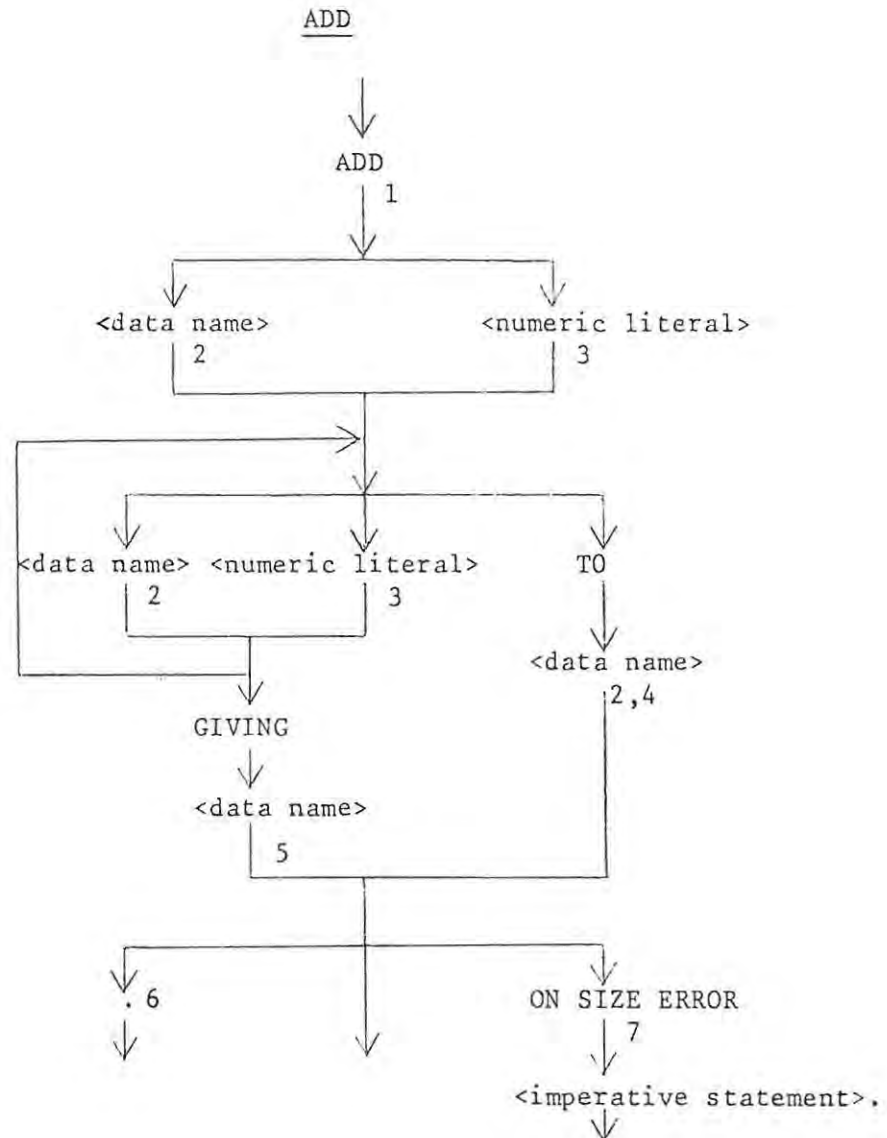 ADD
ADD
1
<data name> <numeric literal>
2 3
<data name> <numeric literal> TO
2 3
<data name>
2,4
GIVING
<data name>
5
. 6 ON SIZE ERROR
7
<imperative statement>.